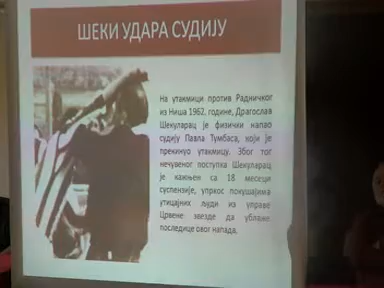 ШЕКИ УДАРА СУДИЈУ
На утакмици против Радничког
из Ниша 1962. године, Драгослав
Шекуларац је физички напао
судију Павла Тумбаса, који је
прекинуо утакмицу. Због тог
нечувеног поступка Шекуларац
је кажњен са 18 месеци
суспензије, упркос покушајима
утицајних људи из управе
Црвене звезде да ублаже
последице овог напада.